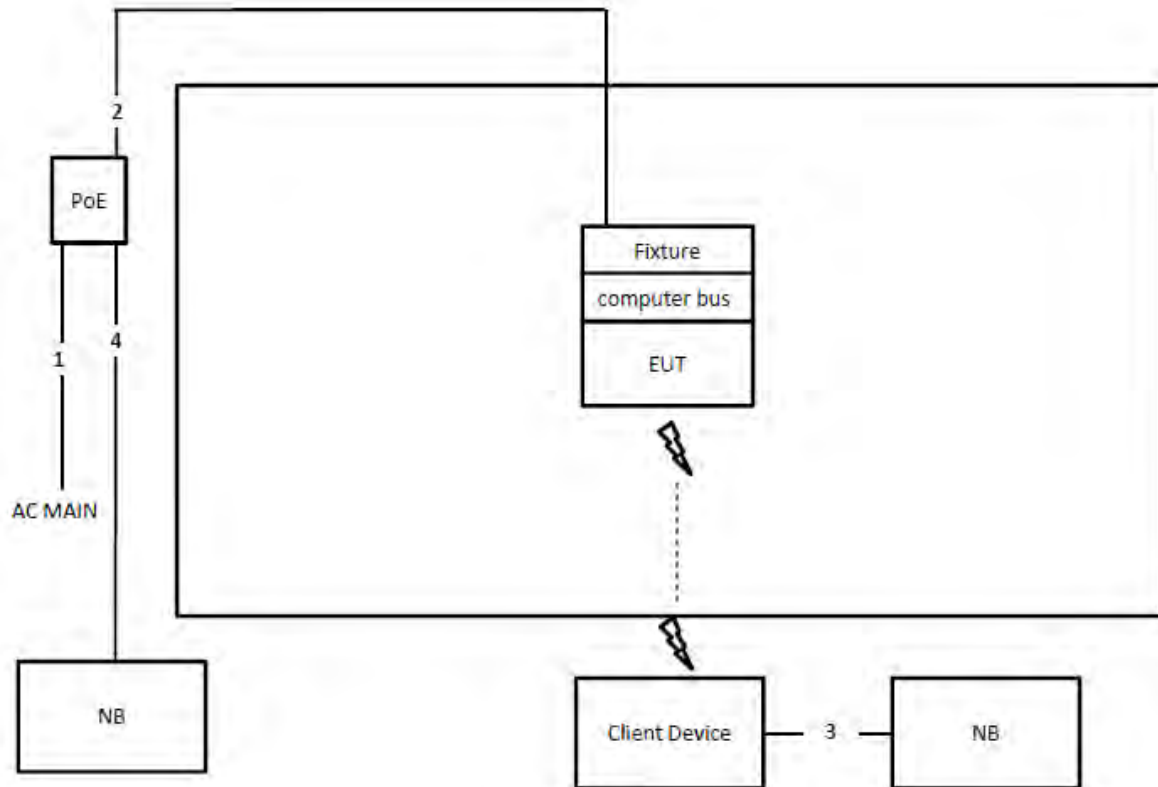 2
PoE
Fixture
computer bus
EUT
1
4
AC MAIN
NB
Client Device
3
NB